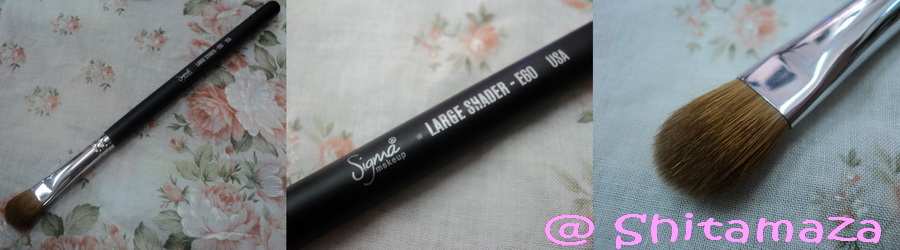 Sigma
makeup
LARGE SHADER - E60 USA
@ Shitamaza